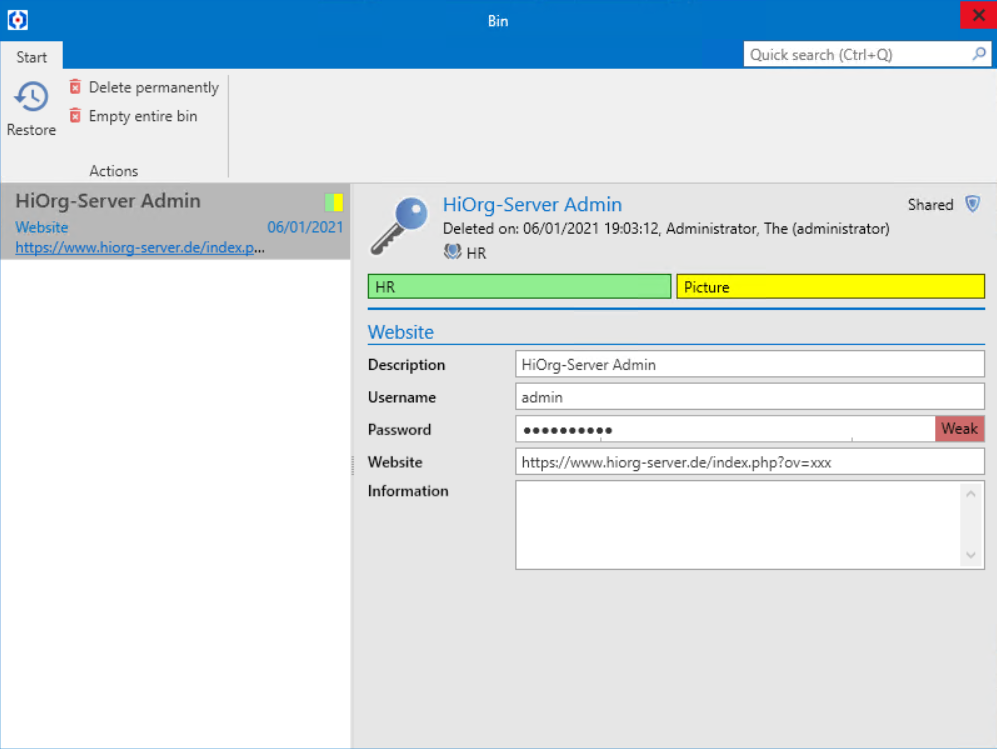 Bin
Start
Quick search (Ctrl+Q)
Restore
Delete permanently
Empty entire bin
Actions
HiOrg-Server Admin
Website 06/01/2021
https://www.hiorg-server.de/index.p...
HiOrg-Server Admin
Shared
Deleted on: 06/01/2021 19:03:12, Administrator, The (administrator)
HR
HR
Picture
Website
Description HiOrg-Server Admin
Username admin
Password ●●●●●●●●●● Weak
Website https://www.hiorg-server.de/index.php?ov=xxx
Information